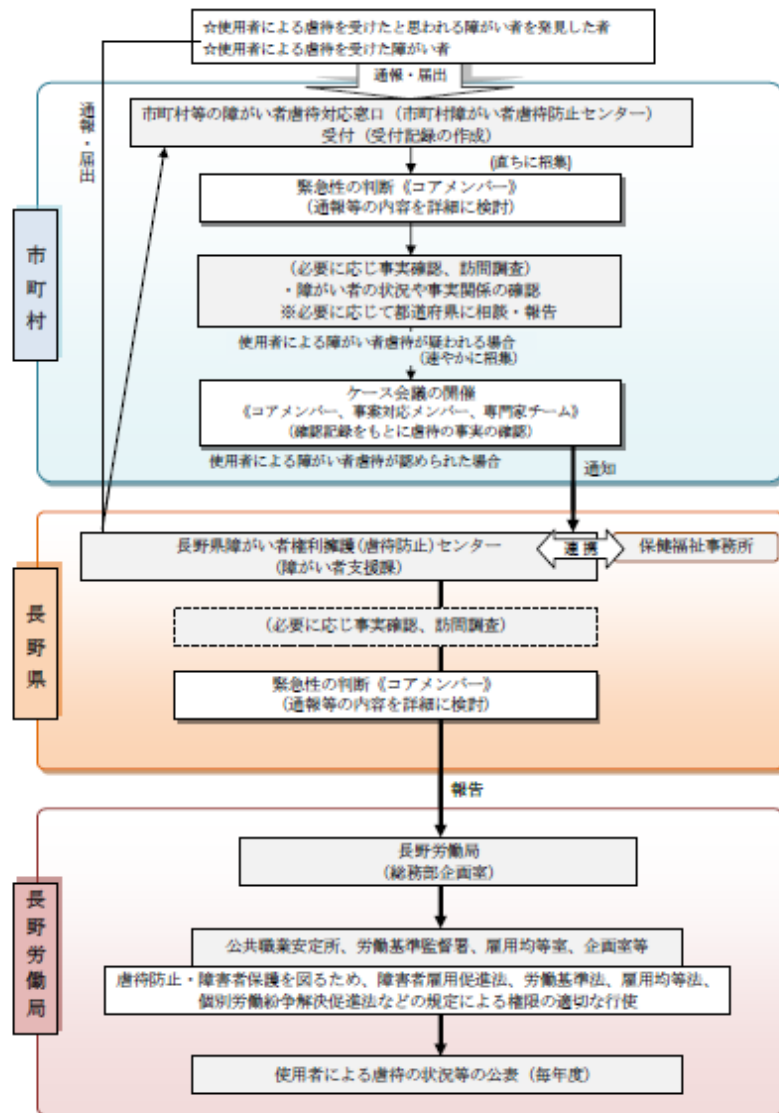 ☆使用者による虐待を受けたと思われる障がい者を発見した者
☆使用者による虐待を受けた障がい者
通報・届出
通報・届出
市町村
市町村等の障がい者虐待対応窓口（市町村障がい者虐待防止センター）
受付（受付記録の作成）
(直ちに招集)
緊急性の判断《コアメンバー》
（通報等の内容を詳細に検討）
（必要に応じ事実確認、訪問調査）
・障がい者の状況や事実関係の確認
※必要に応じて都道府県に相談・報告
使用者による障がい者虐待が疑われる場合
（速やかに招集）
ケース会議の開催
《コアメンバー、事案対応メンバー、専門家チーム》
（確認記録をもとに虐待の事実の確認）
使用者による障がい者虐待が認められた場合
通知
長野県
長野県障がい者権利擁護(虐待防止)センター
（障がい者支援課）
連携
保健福祉事務所
（必要に応じ事実確認、訪問調査）
緊急性の判断《コアメンバー》
（通報等の内容を詳細に検討）
報告
長野労働局
長野労働局
（総務部企画室）
公共職業安定所、労働基準監督署、雇用均等室、企画室等
虐待防止・障害者保護を図るため、障害者雇用促進法、労働基準法、雇用均等法、
個別労働紛争解決促進法などの規定による権限の適切な行使
使用者による虐待の状況等の公表（毎年度）